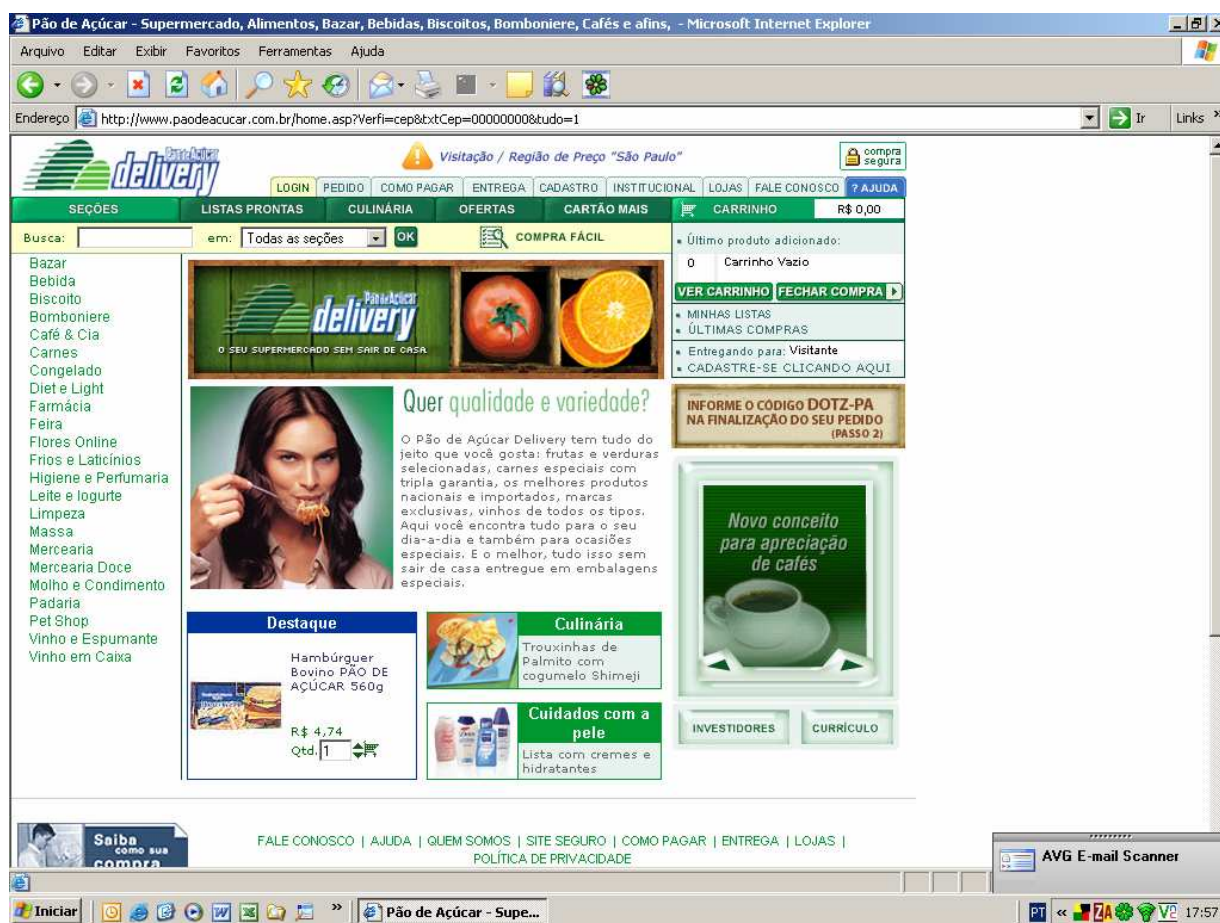 Pão de Açúcar - Supermercado, Alimentos, Bazar, Bebidas, Biscoitos, Bomboniere, Cafés e afins, - Microsoft Internet Explorer
Arquivo Editar Exibir Favoritos Ferramentas Ajuda
Endereço http://www.paodeacucar.com.br/home.asp?Verfi=cep&txtCep=00000000&tudo=1 Ir Links »
Pão de Açúcar
delivery
Visitação / Região de Preço "São Paulo"
compra
segura
LOGIN PEDIDO COMO PAGAR ENTREGA CADASTRO INSTITUCIONAL LOJAS FALE CONOSCO ? AJUDA
SEÇÕES LISTAS PRONTAS CULINÁRIA OFERTAS CARTÃO MAIS CARRINHO R$ 0,00
Busca: em: Todas as seções OK COMPRA FÁCIL
Bazar
Bebida
Biscoito
Bomboniere
Café & Cia
Carnes
Congelado
Diet e Light
Farmácia
Feira
Flores Online
Frios e Laticínios
Higiene e Perfumaria
Leite e Iogurte
Limpeza
Massa
Mercearia
Mercearia Doce
Molho e Condimento
Padaria
Pet Shop
Vinho e Espumante
Vinho em Caixa
Pão de Açúcar
delivery
O SEU SUPERMERCADO SEM SAIR DE CASA.
Quer qualidade e variedade?
O Pão de Açúcar Delivery tem tudo do
jeito que você gosta: frutas e verduras
selecionadas, carnes especiais com
tripla garantia, os melhores produtos
nacionais e importados, marcas
exclusivas, vinhos de todos os tipos.
Aqui você encontra tudo para o seu
dia-a-dia e também para ocasiões
especiais. E o melhor, tudo isso sem
sair de casa entregue em embalagens
especiais.
Destaque
Hambúrguer
Bovino PÃO DE
AÇÚCAR 560g
R$ 4,74
Qtd. 1
Culinária
Trouxinhas de
Palmito com
cogumelo Shimeji
Cuidados com a
pele
Lista com cremes e
hidratantes
Último produto adicionado:
0 Carrinho Vazio
VER CARRINHO FECHAR COMPRA
MINHAS LISTAS
ÚLTIMAS COMPRAS
Entregando para: Visitante
CADASTRE-SE CLICANDO AQUI
INFORME O CÓDIGO DOTZ-PA
NA FINALIZAÇÃO DO SEU PEDIDO
(PASSO 2)
Novo conceito
para apreciação
de cafés
INVESTIDORES CURRÍCULO
Saiba
como sua
compra
FALE CONOSCO | AJUDA | QUEM SOMOS | SITE SEGURO | COMO PAGAR | ENTREGA | LOJAS |
POLÍTICA DE PRIVACIDADE
AVG E-mail Scanner
Iniciar » Pão de Açúcar - Supe... PT « 17:57